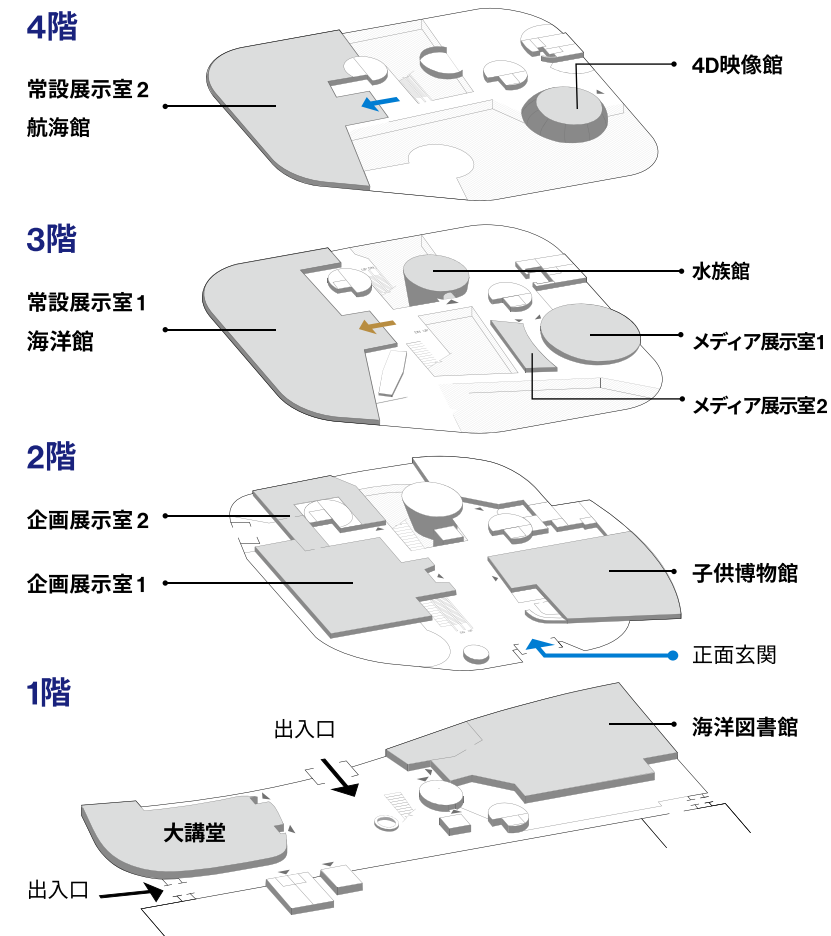 4階
4D映像館
常設展示室2
航海館
3階
水族館
常設展示室1
海洋館
メディア展示室1
メディア展示室2
2階
企画展示室2
企画展示室1
子供博物館
正面玄関
1階
出入口
海洋図書館
大講堂
出入口